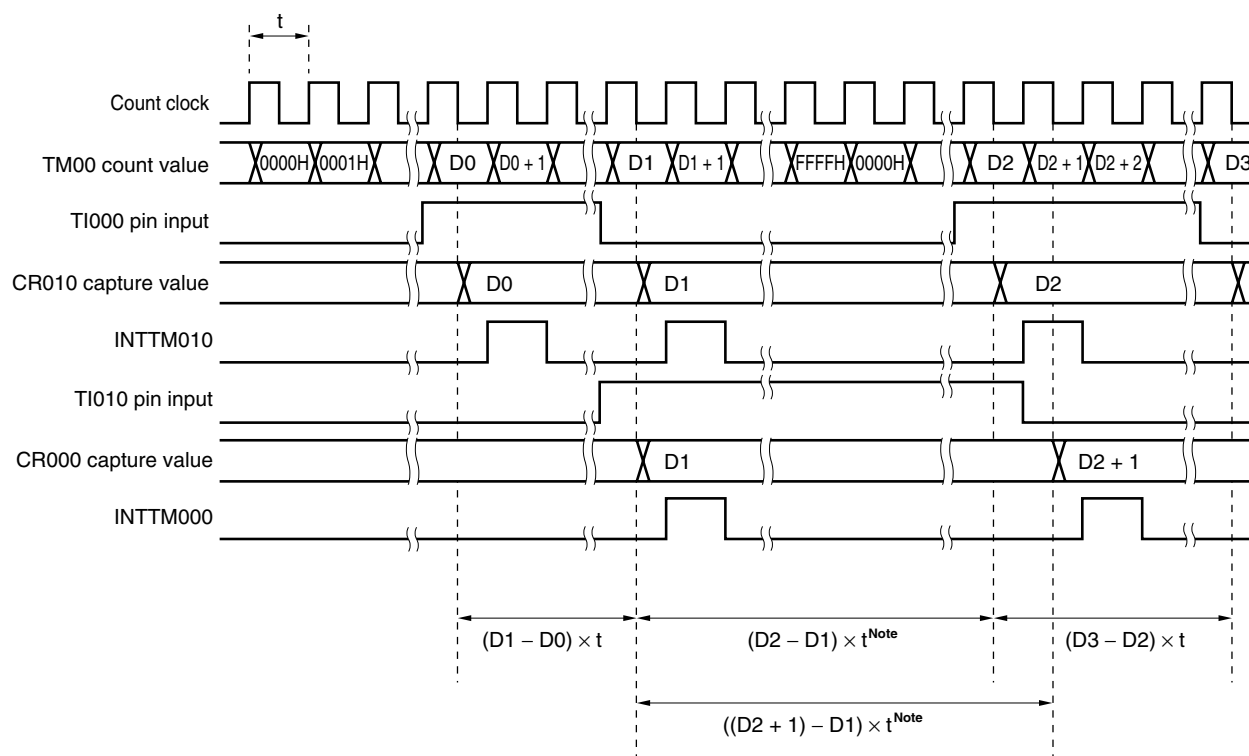 t
Count clock
TM00 count value 0000H 0001H D0 D0 + 1 D1 D1 + 1 FFFFH 0000H D2 D2 + 1 D2 + 2 D3
TI000 pin input
CR010 capture value D0 D1 D2
INTTM010
TI010 pin input
CR000 capture value D1 D2 + 1
INTTM000
(D1 – D0) × t (D2 – D1) × t Note (D3 – D2) × t
((D2 + 1) – D1) × t Note